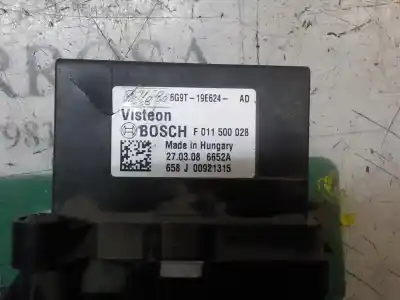 6G9T-19E624- AD
Visteon
BOSCH F 011 500 028
Made in Hungary
27.03.08 6652A
658 J 00921315